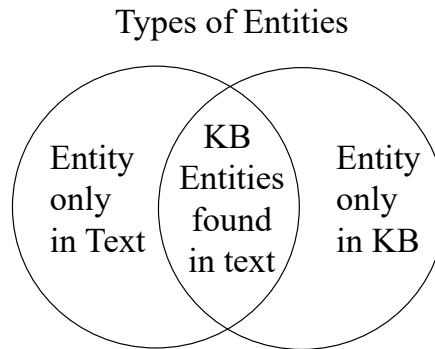 Types of Entities
Entity
only
in Text
KB
Entities
found
in text
Entity
only
in KB